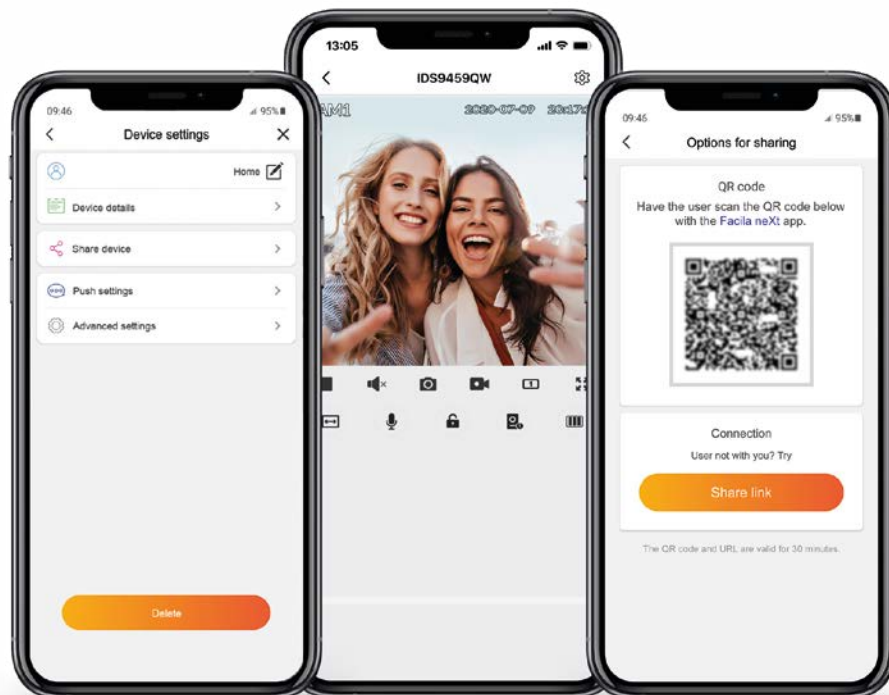 09:46
95%
Device settings
Home
Device details
Share device
Push settings
Advanced settings
Delete
13:05
IDS9459QW
2020-07-09
09:46
95%
Options for sharing
QR code
Have the user scan the QR code below
with the Facila neXt app.
Connection
User not with you? Try
Share link
The QR code and URL are valid for 30 minutes.